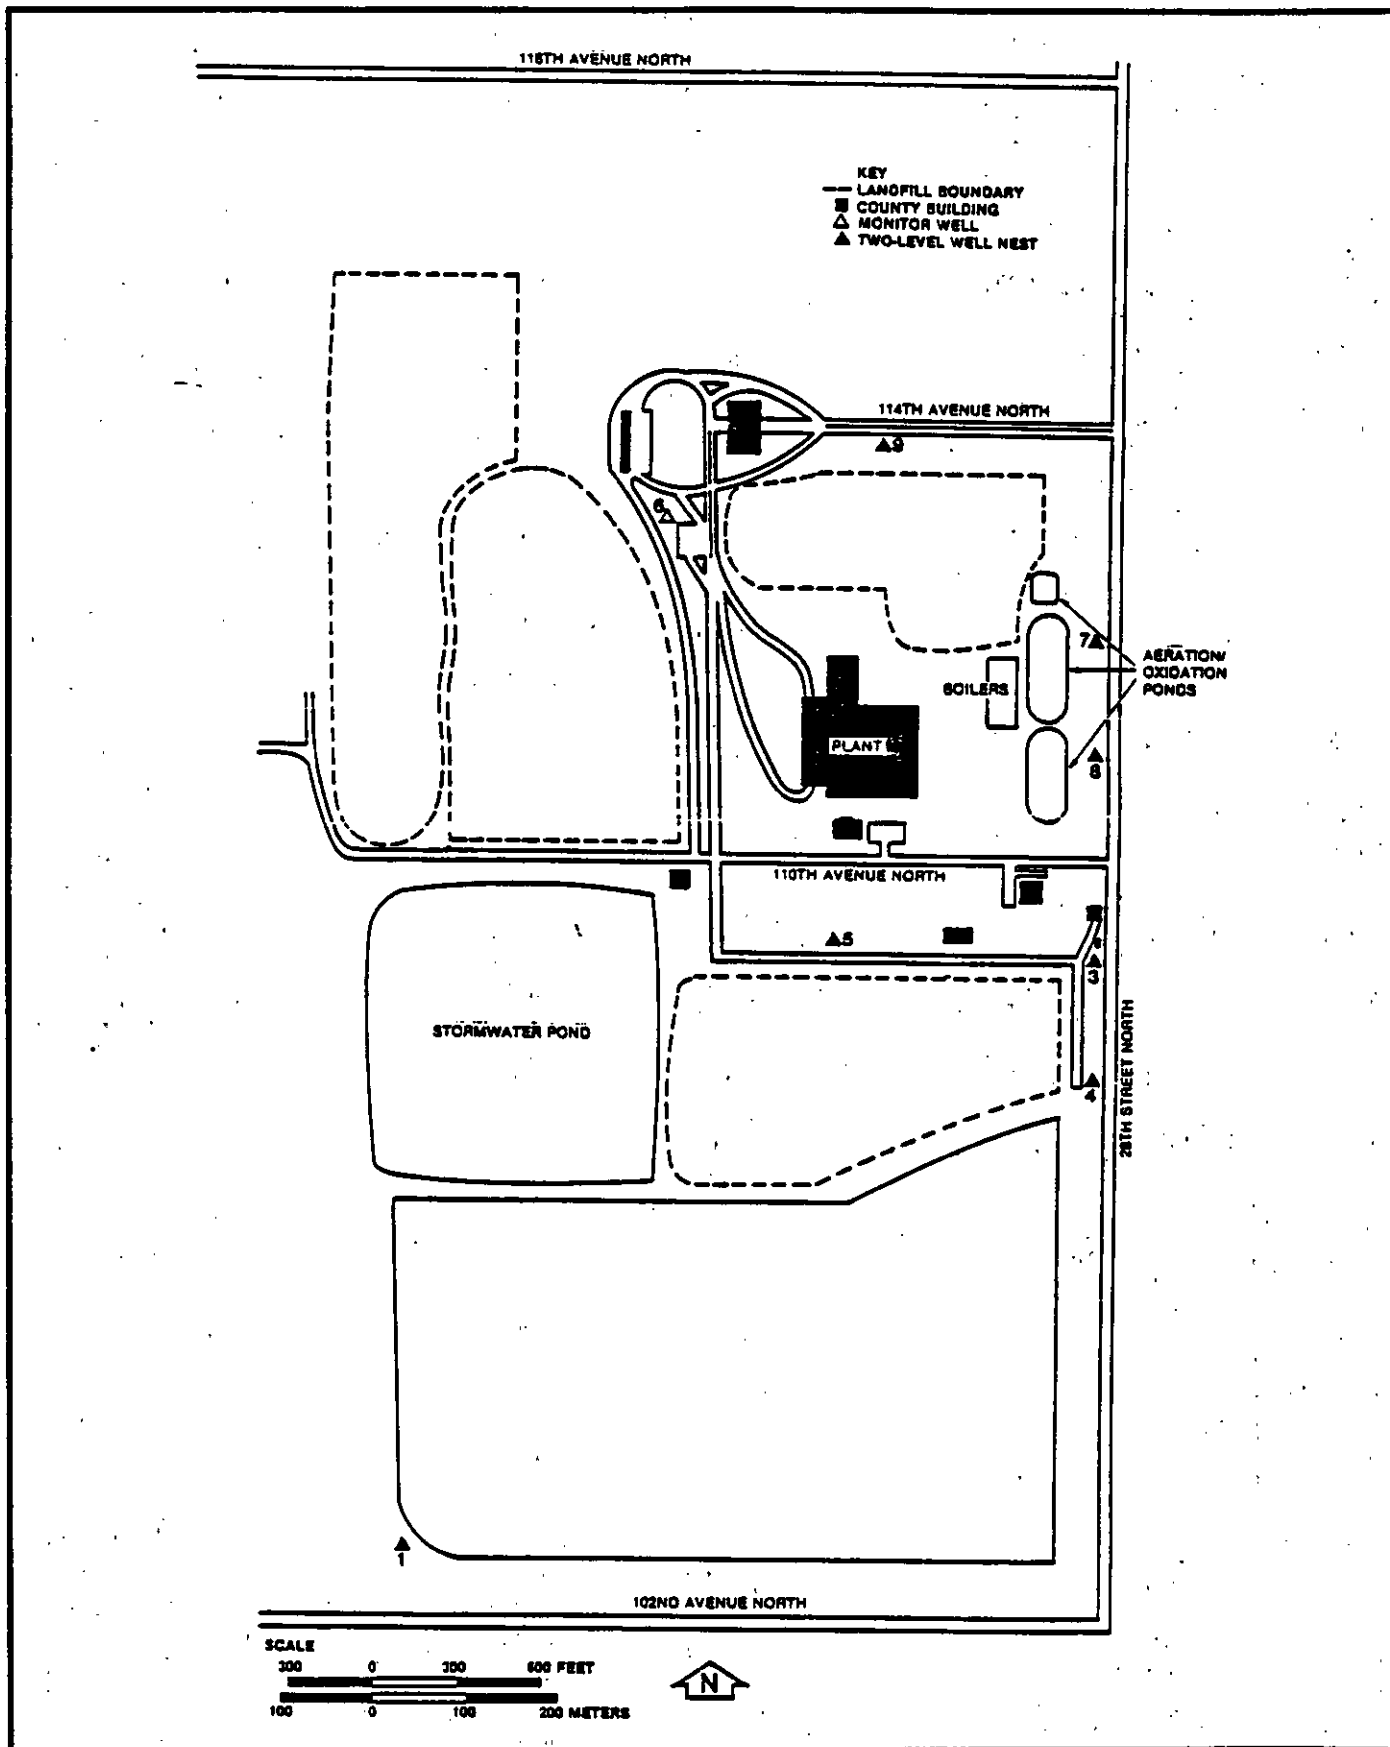 118TH AVENUE NORTH
KEY
LANDFILL BOUNDARY
COUNTY BUILDING
MONITOR WELL
TWO-LEVEL WELL NEST
114TH AVENUE NORTH
9
6
7
AERATION/
OXIDATION
PONDS
BOILERS
PLANT
8
110TH AVENUE NORTH
5
3
STORMWATER POND
4
28TH STREET NORTH
1
102ND AVENUE NORTH
SCALE
300 0 300 600 FEET
100 0 100 200 METERS
N